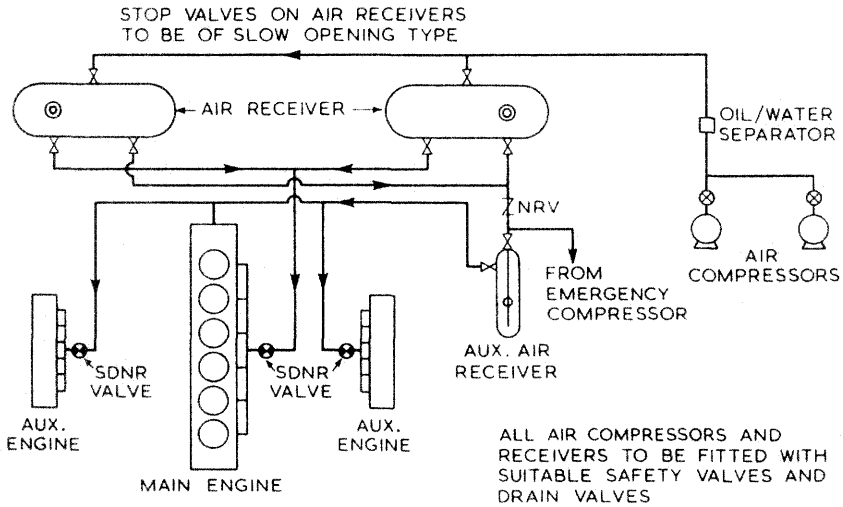 STOP VALVES ON AIR RECEIVERS
TO BE OF SLOW OPENING TYPE
AIR RECEIVER
OIL/WATER
SEPARATOR
NRV
AIR
COMPRESSORS
FROM
EMERGENCY
COMPRESSOR
AUX. AIR
RECEIVER
SDNR
VALVE
SDNR
VALVE
AUX.
ENGINE
AUX.
ENGINE
MAIN ENGINE
ALL AIR COMPRESSORS AND
RECEIVERS TO BE FITTED WITH
SUITABLE SAFETY VALVES AND
DRAIN VALVES